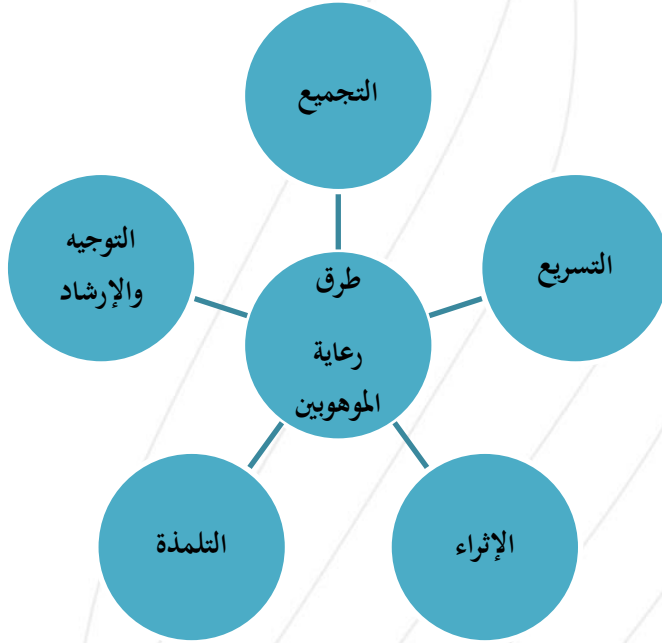 التجميع
التوجيه
والإرشاد
التسريع
طرق
رعاية
الموهوبين
التلمذة
الإثراء